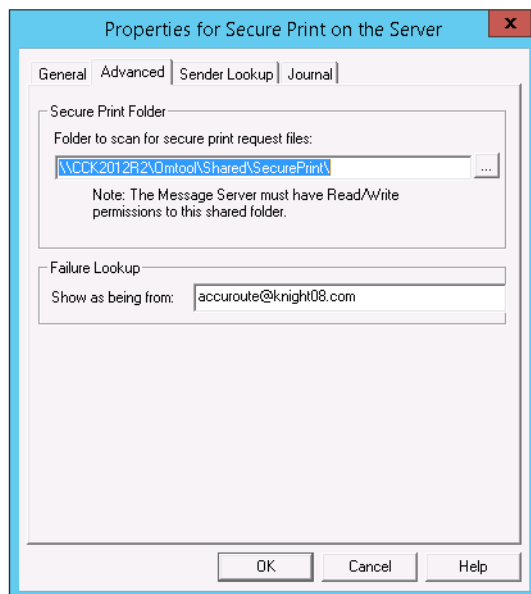 Properties for Secure Print on the Server
x
General Advanced Sender Lookup Journal
Secure Print Folder
Folder to scan for secure print request files:
\\CCK2012R2\Omtool\Shared\SecurePrint\
...
Note: The Message Server must have Read/Write
permissions to this shared folder.
Failure Lookup
Show as being from: accuroute@knight08.com
OK Cancel Help